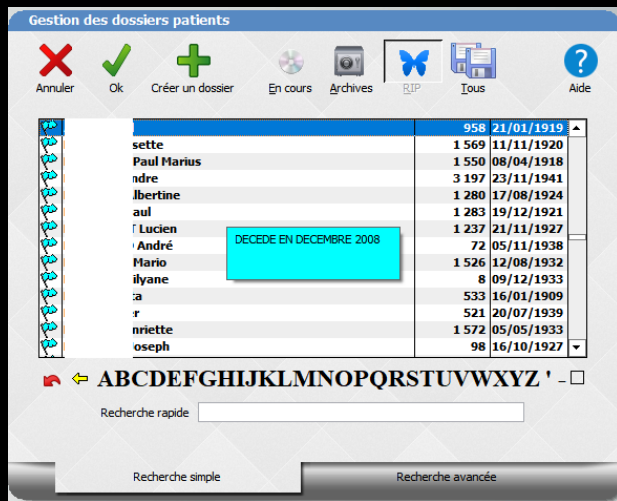 Gestion des dossiers patients
Annuler Ok Créer un dossier En cours Archives RIP Tous Aide
958 21/01/1919
sette 1 569 11/11/1920
Paul Marius 1 550 08/04/1918
ndre 3 197 23/11/1941
lbertine 1 280 17/08/1924
aul 1 283 19/12/1921
Lucien 1 237 21/11/1927
André 72 05/11/1938
Mario 1 526 12/08/1932
ilyane 8 09/12/1933
ca 533 16/01/1909
er 521 20/07/1939
nriette 1 572 05/05/1933
Joseph 98 16/10/1927
DECEDE EN DECEMBRE 2008
ABCDEFGHIJKLMNOPQRSTUVWXYZ ' -
Recherche rapide
Recherche simple Recherche avancée